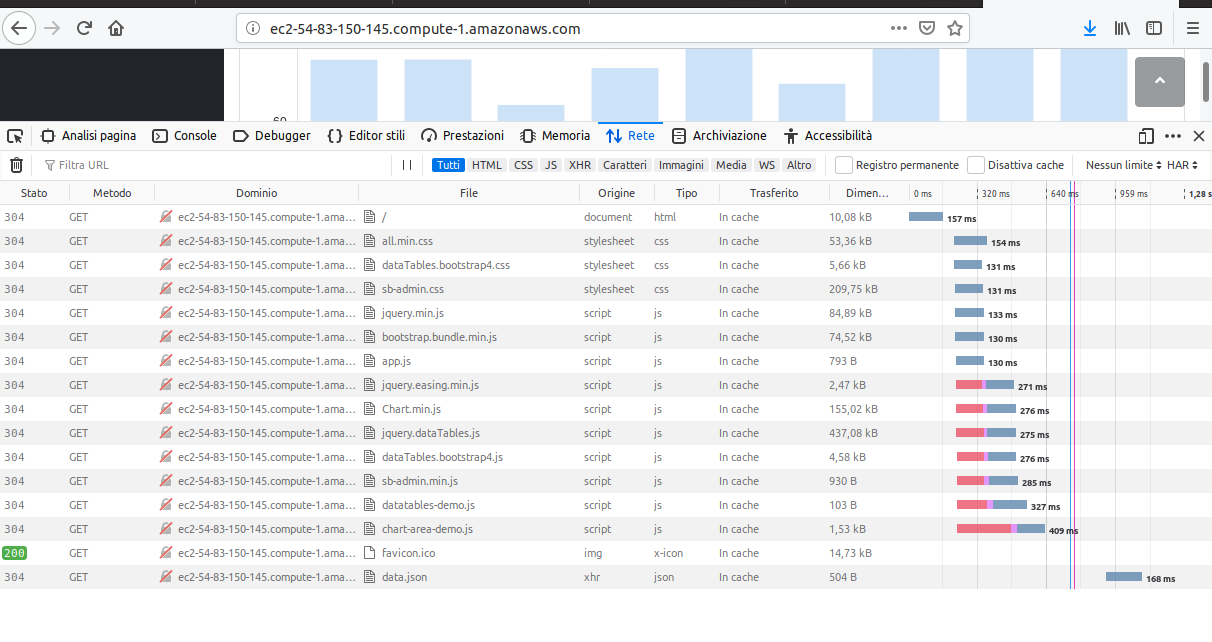 ec2-54-83-150-145.compute-1.amazonaws.com
60
Analisi pagina Console Debugger Editor stili Prestazioni Memoria Rete Archiviazione Accessibilità
Filtra URL Tutti HTML CSS JS XHR Caratteri Immagini Media WS Altro Registro permanente Disattiva cache Nessun limite HAR
Stato Metodo Dominio File Origine Tipo Trasferito Dimen… 0 ms 320 ms 640 ms 959 ms 1,28 s
304 GET ec2-54-83-150-145.compute-1.ama… / document html In cache 10,08 kB 157 ms
304 GET ec2-54-83-150-145.compute-1.ama… all.min.css stylesheet css In cache 53,36 kB 154 ms
304 GET ec2-54-83-150-145.compute-1.ama… dataTables.bootstrap4.css stylesheet css In cache 5,66 kB 131 ms
304 GET ec2-54-83-150-145.compute-1.ama… sb-admin.css stylesheet css In cache 209,75 kB 131 ms
304 GET ec2-54-83-150-145.compute-1.ama… jquery.min.js script js In cache 84,89 kB 133 ms
304 GET ec2-54-83-150-145.compute-1.ama… bootstrap.bundle.min.js script js In cache 74,52 kB 130 ms
304 GET ec2-54-83-150-145.compute-1.ama… app.js script js In cache 793 B 130 ms
304 GET ec2-54-83-150-145.compute-1.ama… jquery.easing.min.js script js In cache 2,47 kB 271 ms
304 GET ec2-54-83-150-145.compute-1.ama… Chart.min.js script js In cache 155,02 kB 276 ms
304 GET ec2-54-83-150-145.compute-1.ama… jquery.dataTables.js script js In cache 437,08 kB 275 ms
304 GET ec2-54-83-150-145.compute-1.ama… dataTables.bootstrap4.js script js In cache 4,58 kB 276 ms
304 GET ec2-54-83-150-145.compute-1.ama… sb-admin.min.js script js In cache 930 B 285 ms
304 GET ec2-54-83-150-145.compute-1.ama… datatables-demo.js script js In cache 103 B 327 ms
304 GET ec2-54-83-150-145.compute-1.ama… chart-area-demo.js script js In cache 1,53 kB 409 ms
200 GET ec2-54-83-150-145.compute-1.ama… favicon.ico img x-icon In cache 14,73 kB
304 GET ec2-54-83-150-145.compute-1.ama… data.json xhr json In cache 504 B 168 ms